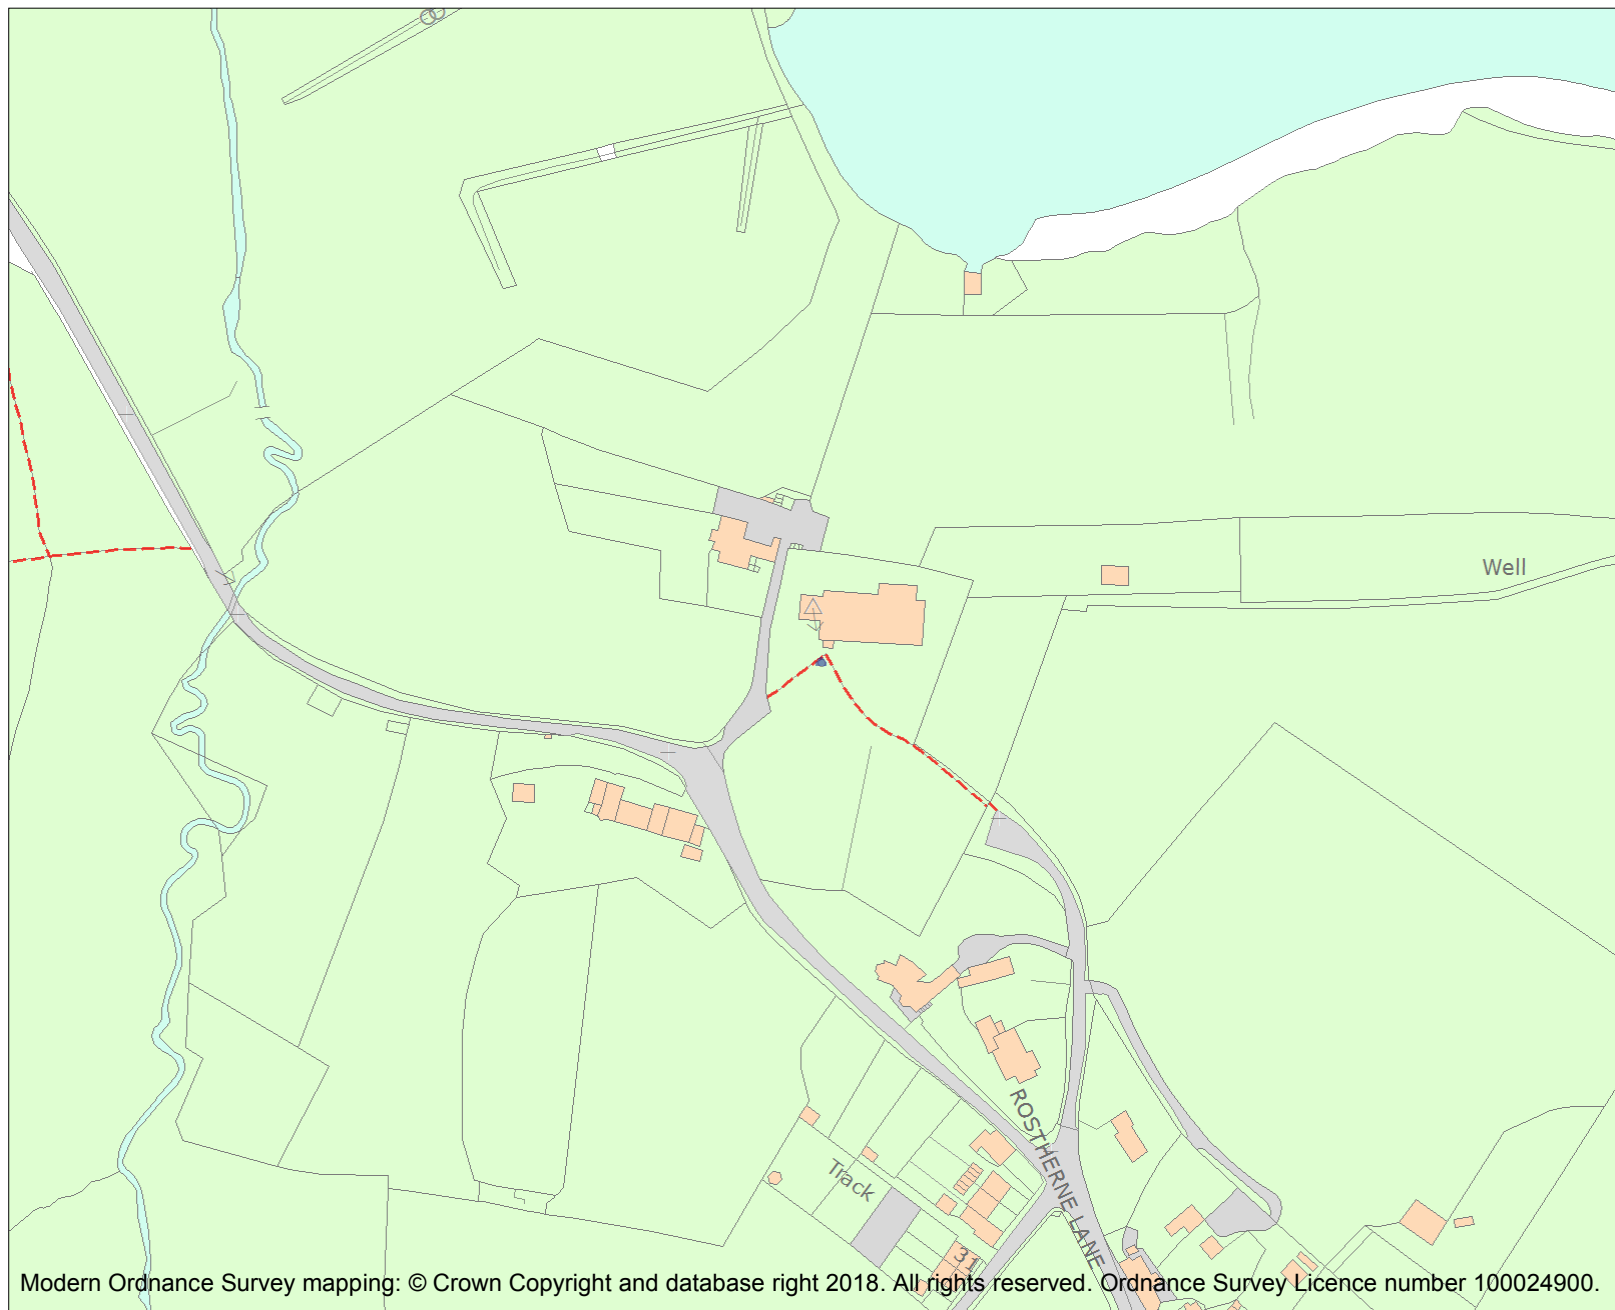 Well
ROSTHERNE LANE
Track
31
Modern Ordnance Survey mapping: © Crown Copyright and database right 2018. All rights reserved. Ordnance Survey Licence number 100024900.